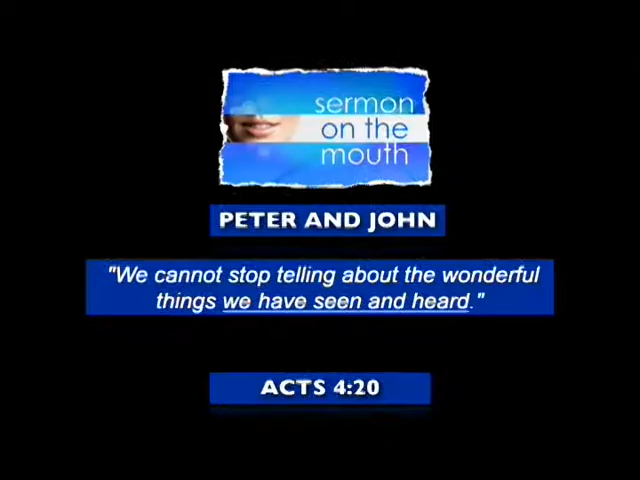 sermon
on the
mouth
PETER AND JOHN
"We cannot stop telling about the wonderful
things we have seen and heard."
ACTS 4:20